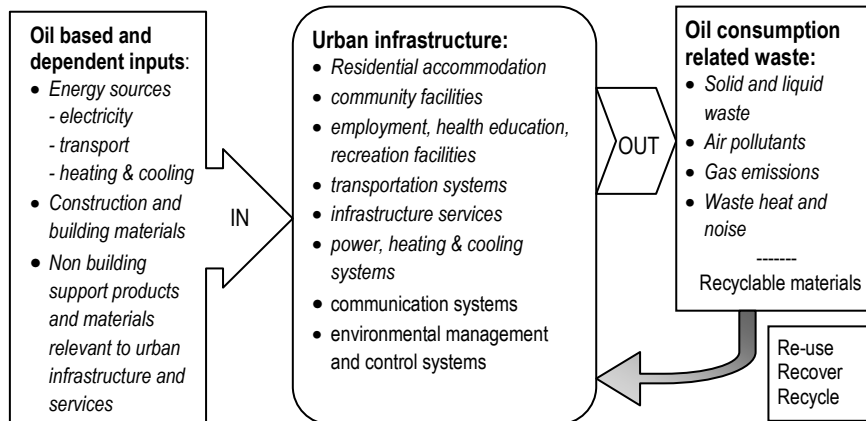 Oil based and
dependent inputs:
• Energy sources
- electricity
- transport
- heating & cooling
• Construction and
building materials
• Non building
support products
and materials
relevant to urban
infrastructure and
services
IN
Urban infrastructure:
• Residential accommodation
• community facilities
• employment, health education,
recreation facilities
• transportation systems
• infrastructure services
• power, heating & cooling
systems
• communication systems
• environmental management
and control systems
OUT
Oil consumption
related waste:
• Solid and liquid
waste
• Air pollutants
• Gas emissions
• Waste heat and
noise
-------
Recyclable materials
Re-use
Recover
Recycle